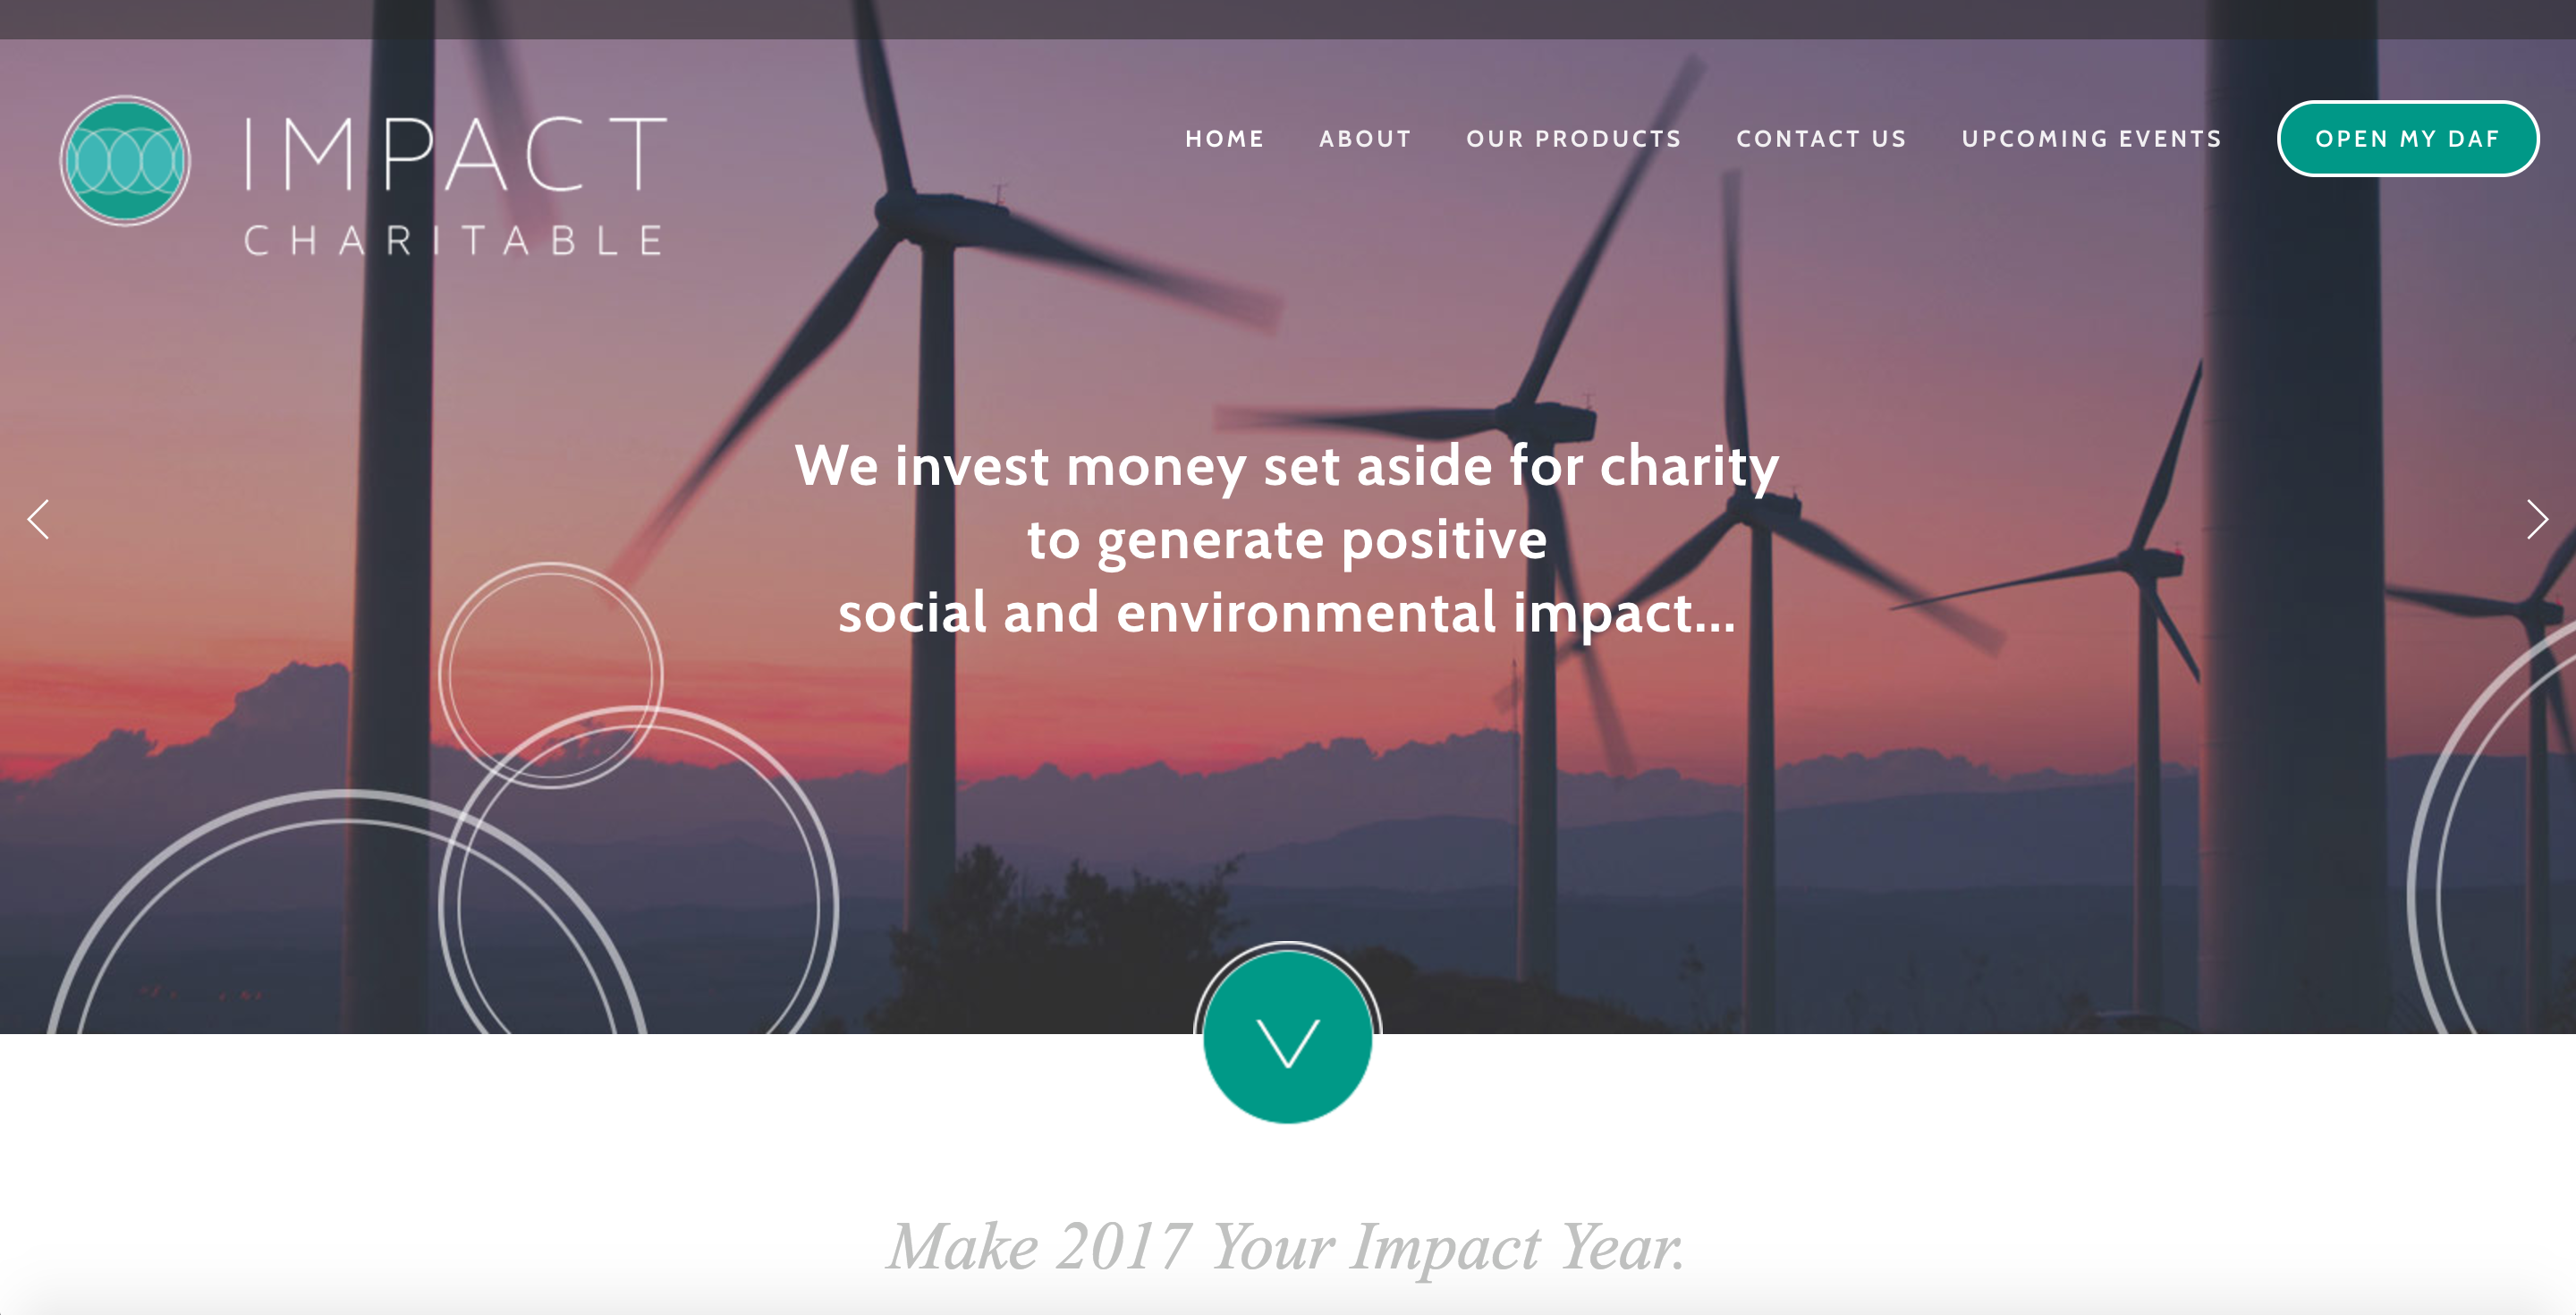 IMPACT
CHARITABLE
HOME ABOUT OUR PRODUCTS CONTACT US UPCOMING EVENTS OPEN MY DAF
We invest money set aside for charity
to generate positive
social and environmental impact...
Make 2017 Your Impact Year.